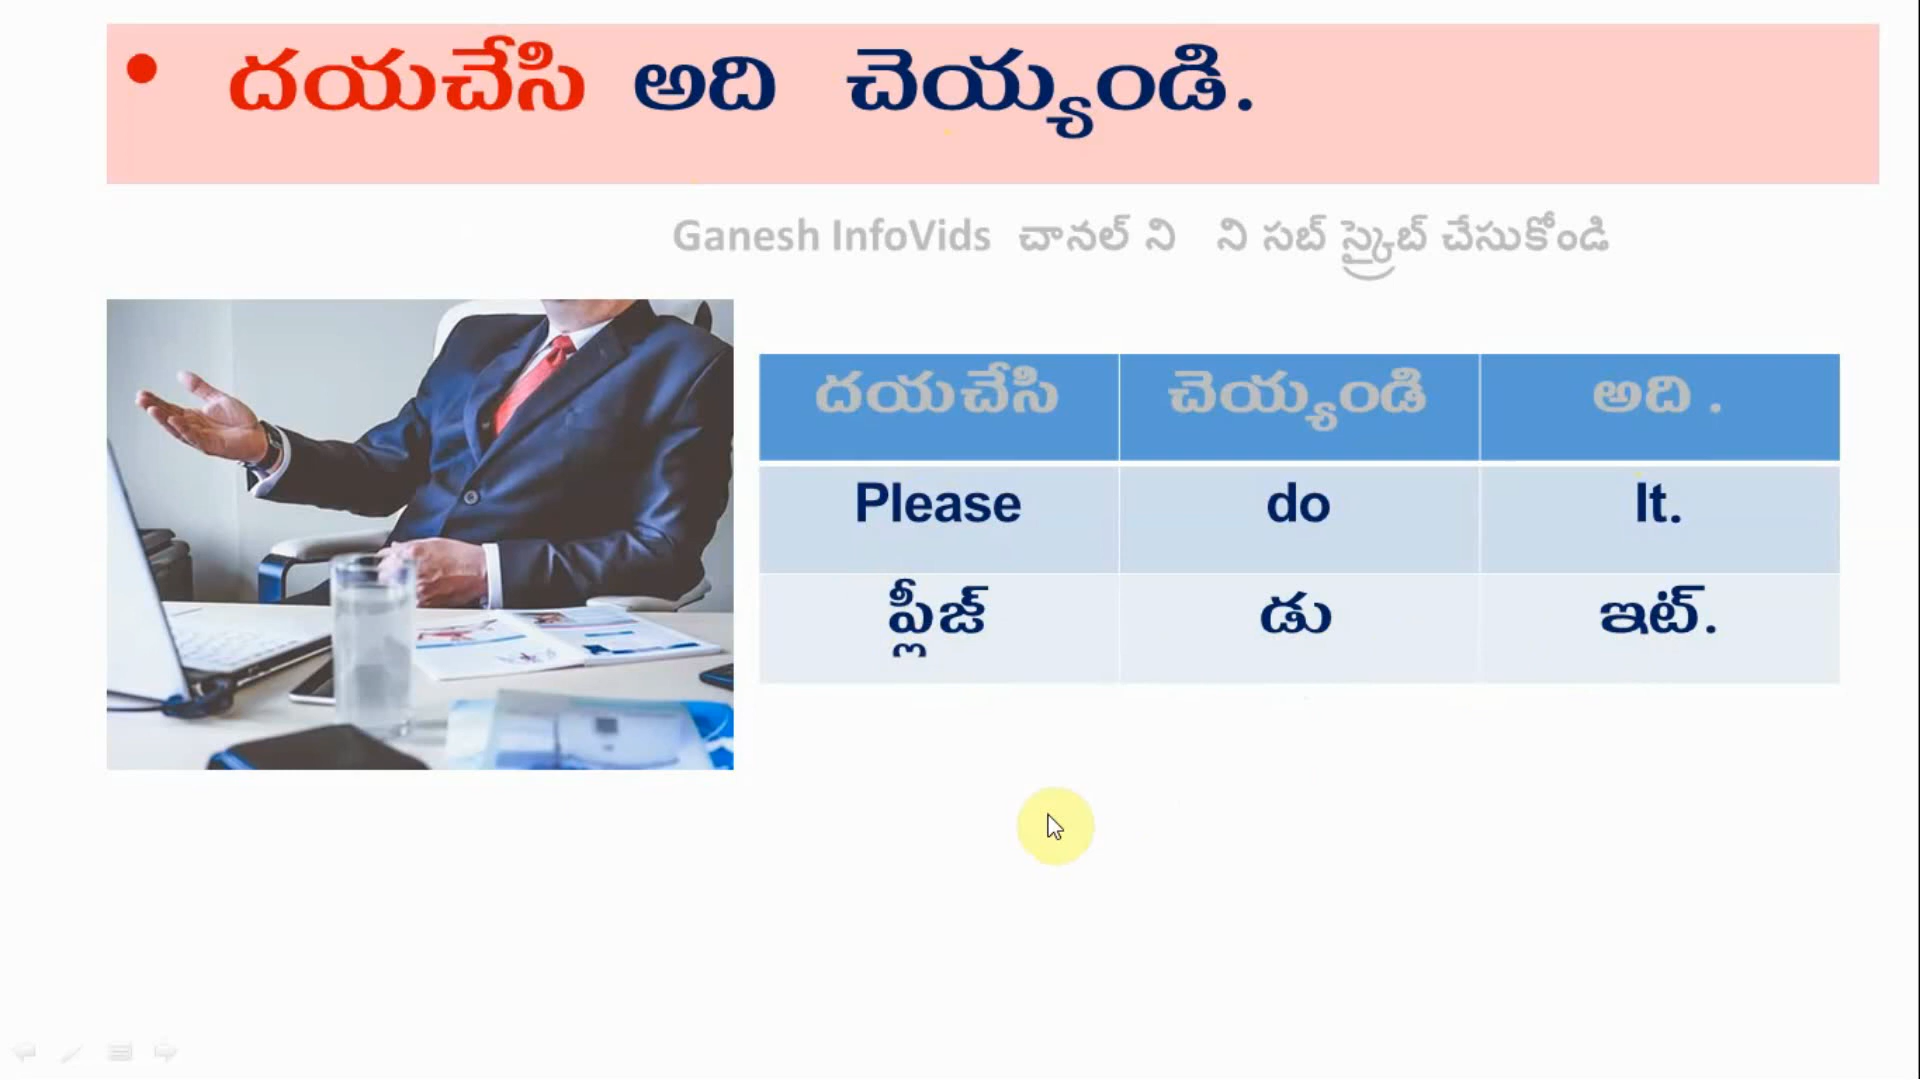 • దయచేసి అది చెయ్యండి.
Ganesh InfoVids చానల్ ని ని సబ్ స్క్రైబ్ చేసుకోండి
దయచేసి చెయ్యండి అది .
Please do It.
ప్లీజ్ డు ఇట్.